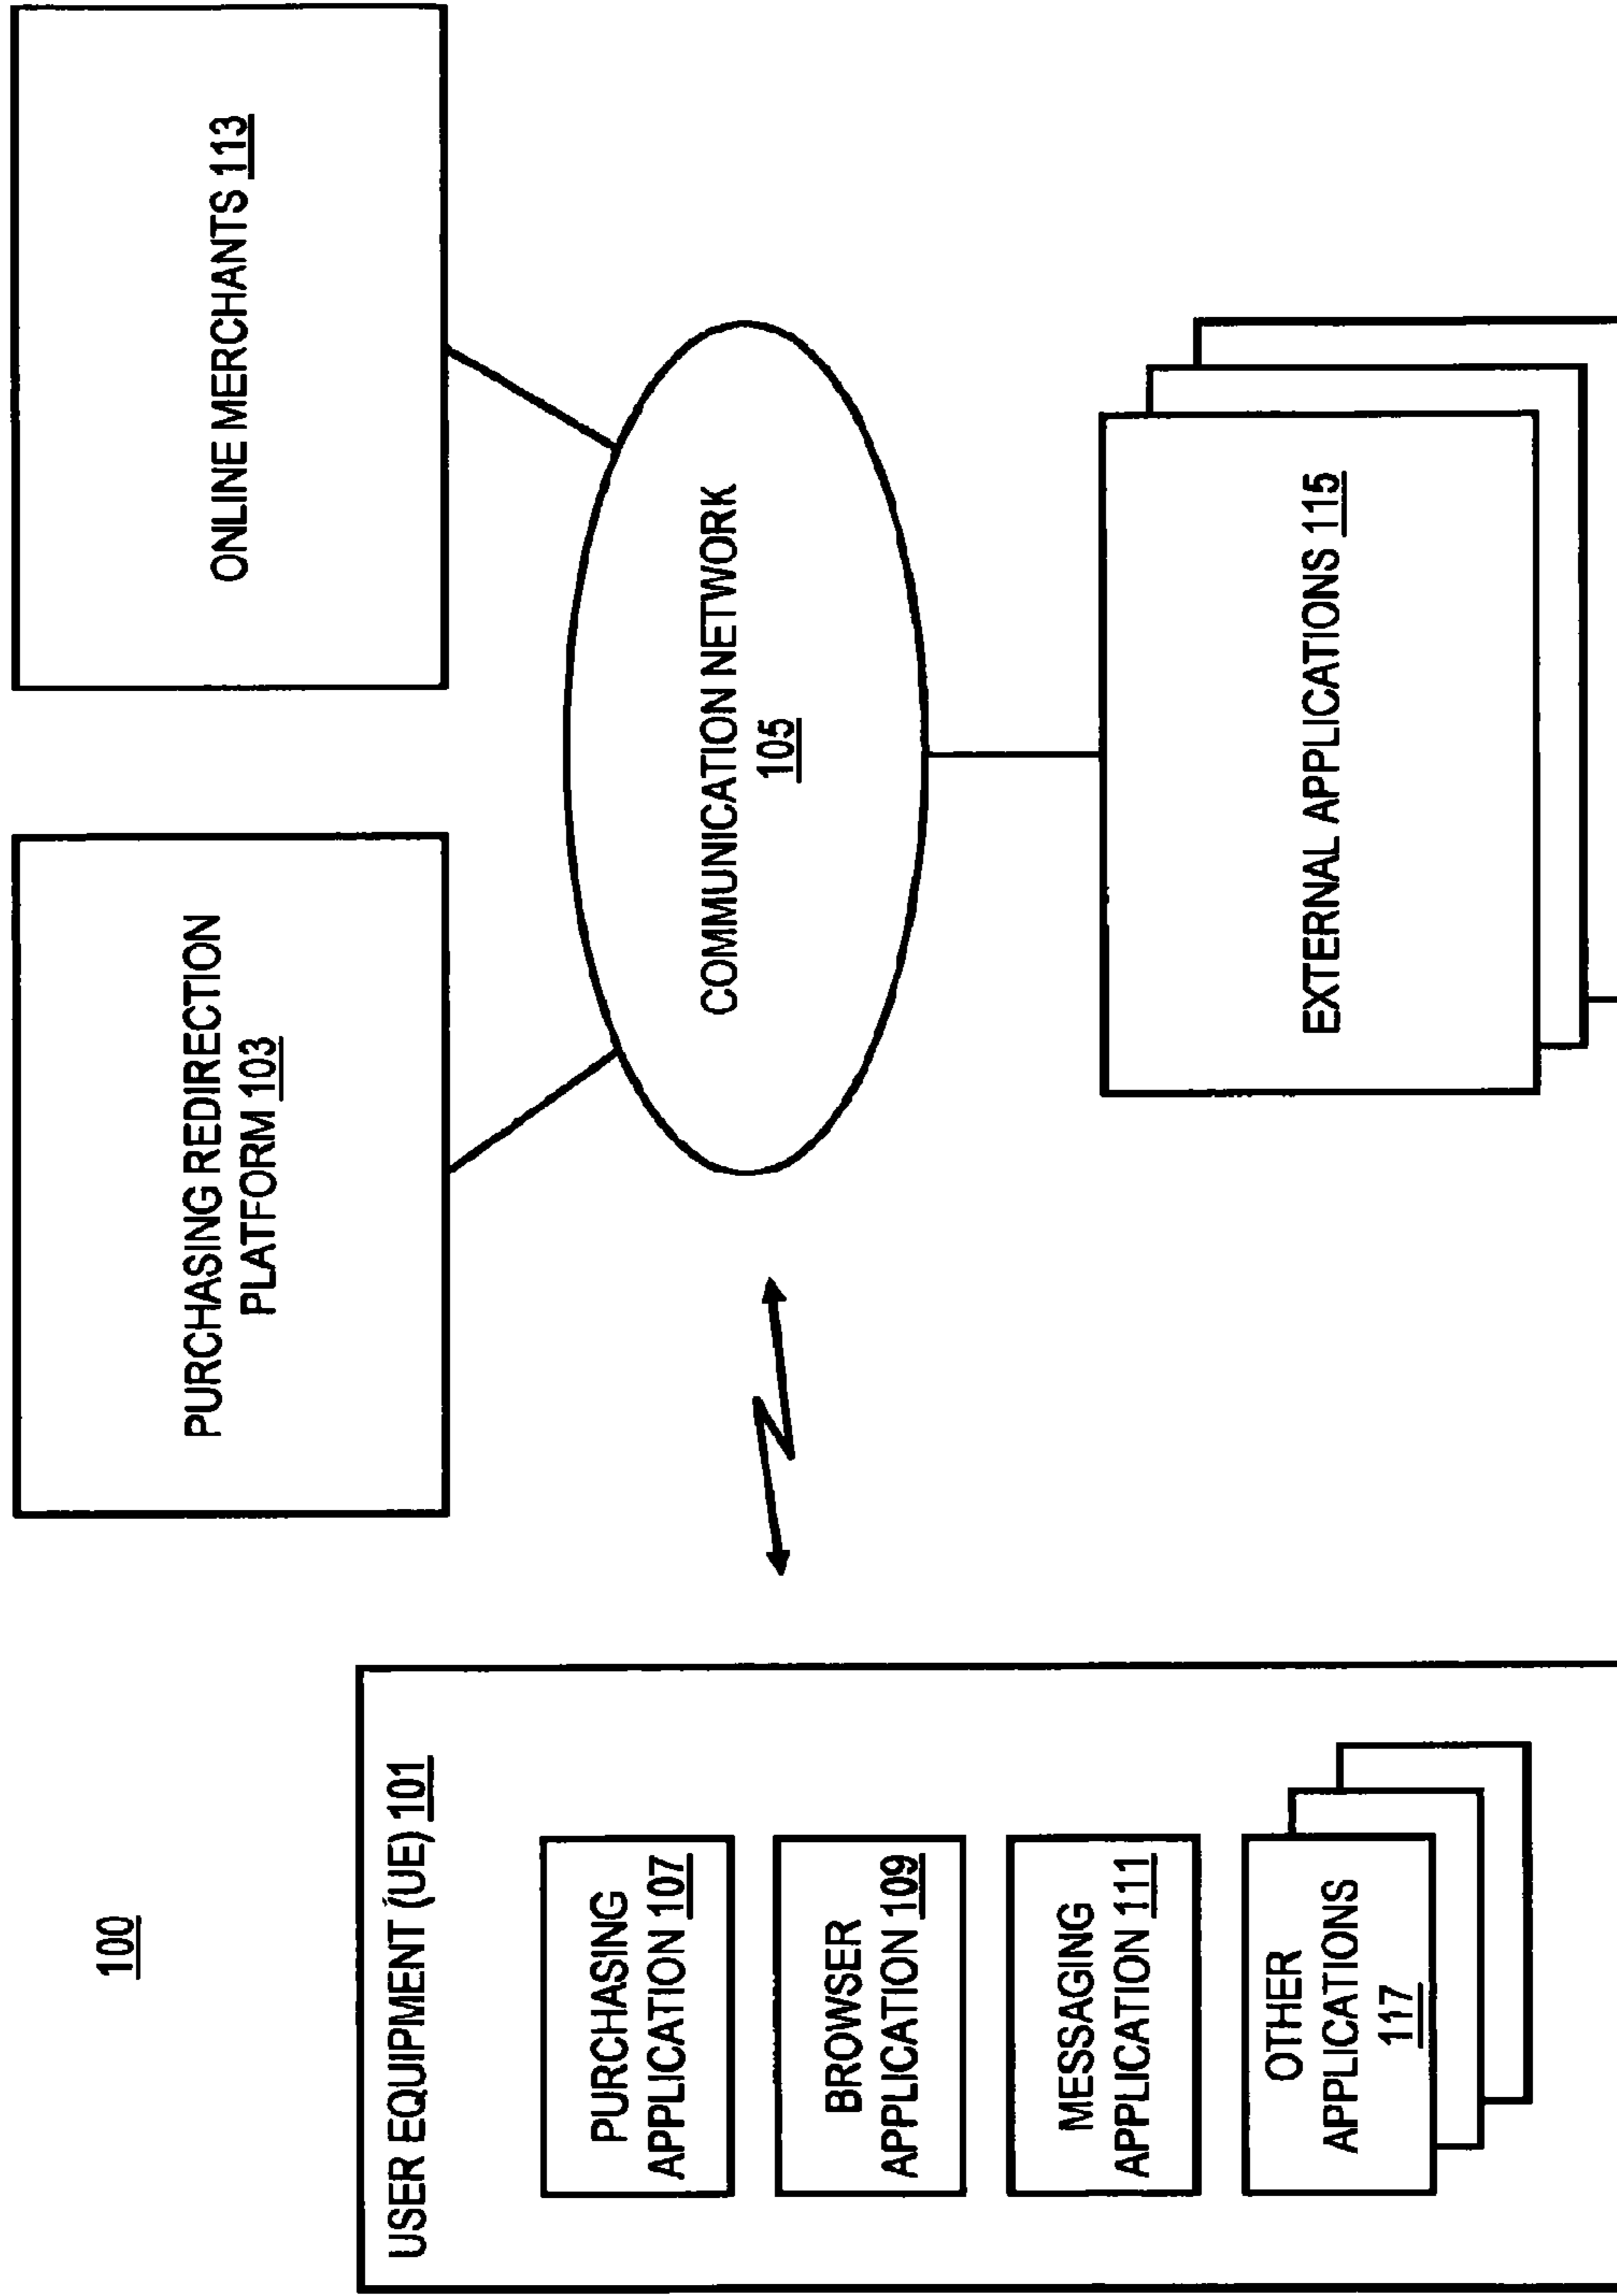 100
USER EQUIPMENT (UE) 101
PURCHASING
APPLICATION 107
BROWSER
APPLICATION 109
MESSAGING
APPLICATION 111
OTHER
APPLICATIONS
117
PURCHASING REDIRECTION
PLATFORM 103
ONLINE MERCHANTS 113
COMMUNICATION NETWORK
105
EXTERNAL APPLICATIONS 115